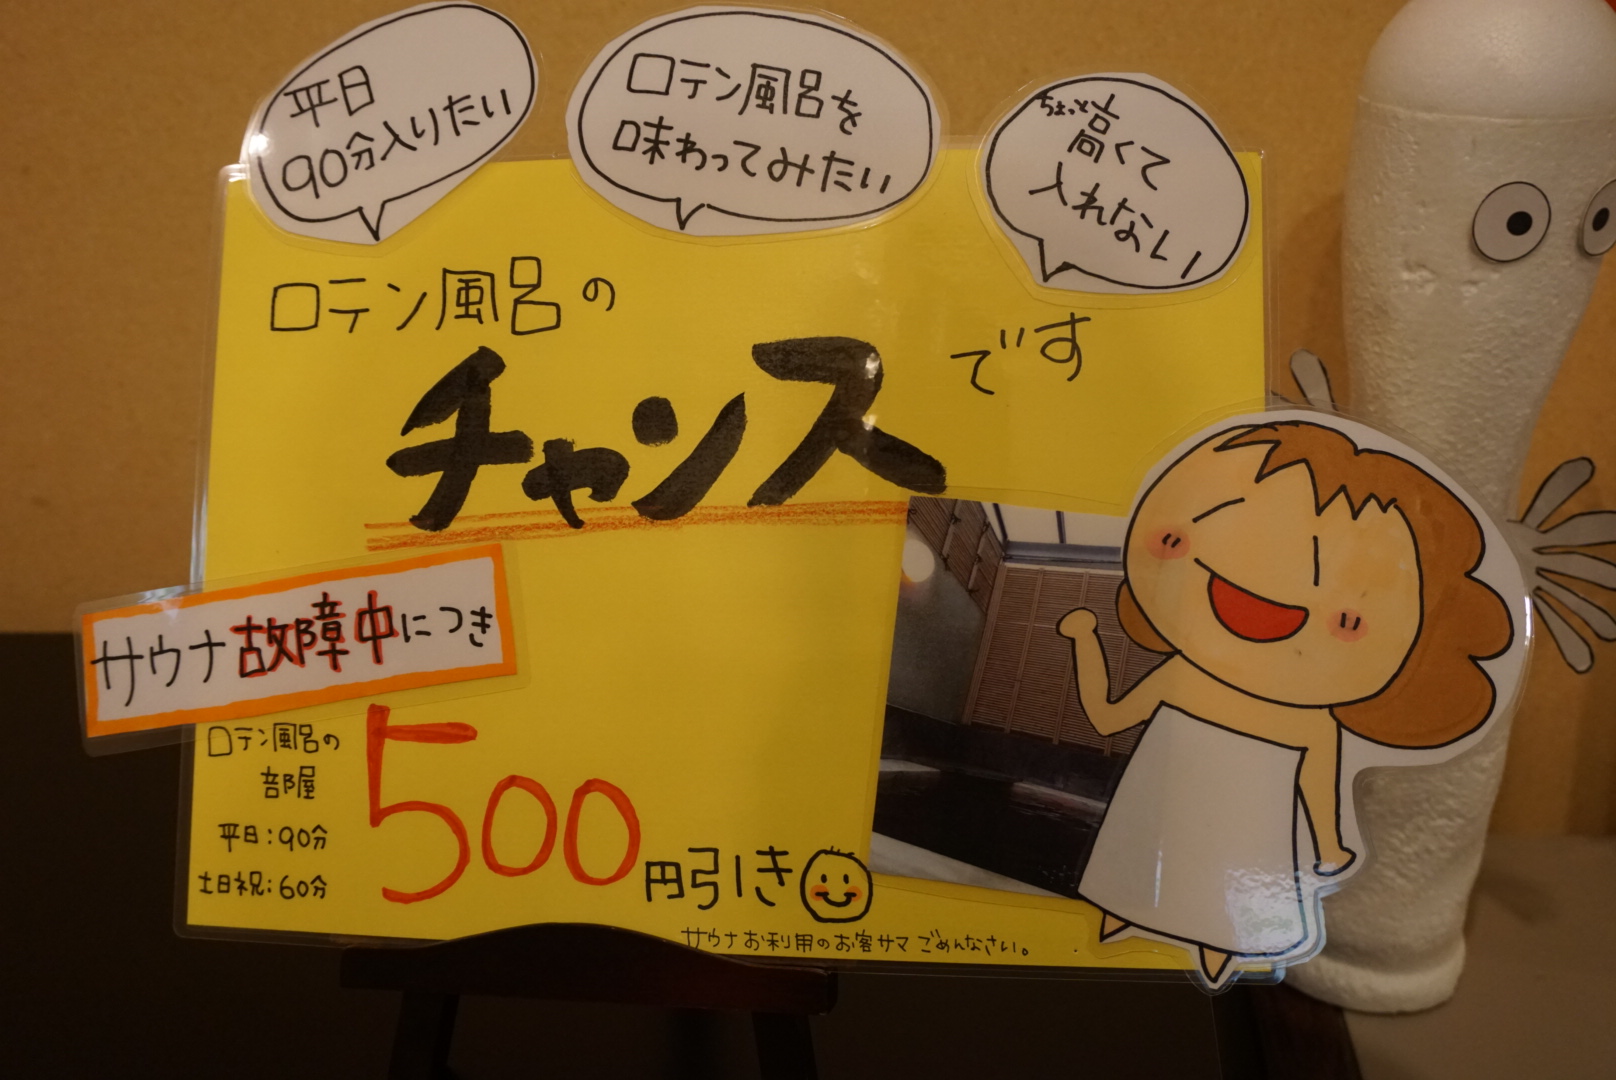 平日
90分入りたい
ロテン風呂を
味わってみたい
ちょっと高くて
入れなしい
ロテン風呂の
チャンス
です
サウナ故障中につき
ロテン風呂の
部屋
平日:90分
土日祝:60分
500円引き
サウナお利用のお客サマごめんなさい。